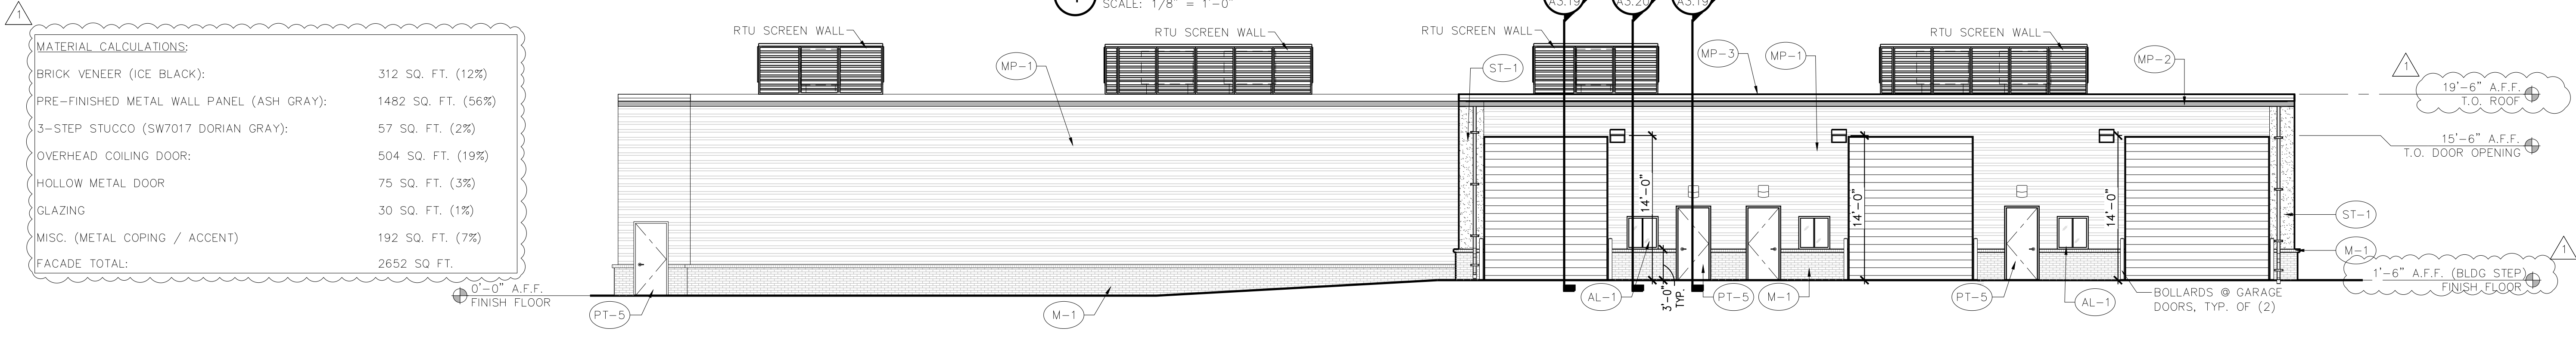 1
MATERIAL CALCULATIONS:
BRICK VENEER (ICE BLACK): 312 SQ. FT. (12%)
PRE-FINISHED METAL WALL PANEL (ASH GRAY): 1482 SQ. FT. (56%)
3-STEP STUCCO (SW7017 DORIAN GRAY): 57 SQ. FT. (2%)
OVERHEAD COILING DOOR: 504 SQ. FT. (19%)
HOLLOW METAL DOOR 75 SQ. FT. (3%)
GLAZING 30 SQ. FT. (1%)
MISC. (METAL COPING / ACCENT) 192 SQ. FT. (7%)
FACADE TOTAL: 2652 SQ FT.
SCALE: 1/8" = 1'-0"
A3.19
A3.20
A3.19
RTU SCREEN WALL
RTU SCREEN WALL
RTU SCREEN WALL
RTU SCREEN WALL
MP-1
ST-1
MP-3
MP-1
MP-2
1
19'-6" A.F.F.
T.O. ROOF
15'-6" A.F.F.
T.O. DOOR OPENING
14'-0"
14'-0"
14'-0"
ST-1
M-1
1
1'-6" A.F.F. (BLDG STEP)
FINISH FLOOR
0'-0" A.F.F.
FINISH FLOOR
PT-5
M-1
AL-1
3'-0"
TYP.
PT-5
M-1
PT-5
AL-1
BOLLARDS @ GARAGE
DOORS, TYP. OF (2)